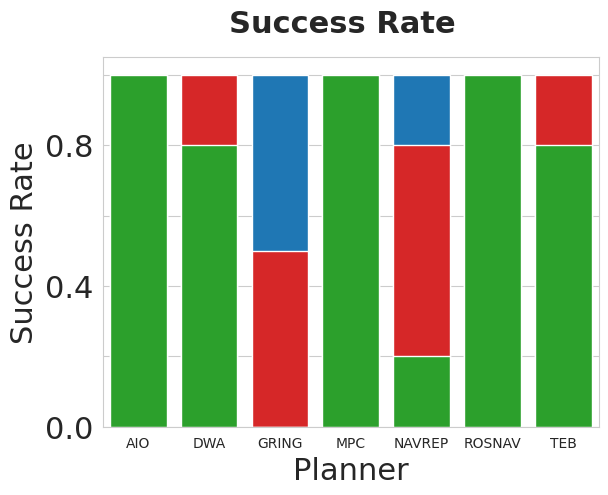 Success Rate
Success Rate
0.8
0.4
0.0
AIO DWA GRING MPC NAVREP ROSNAV TEB
Planner